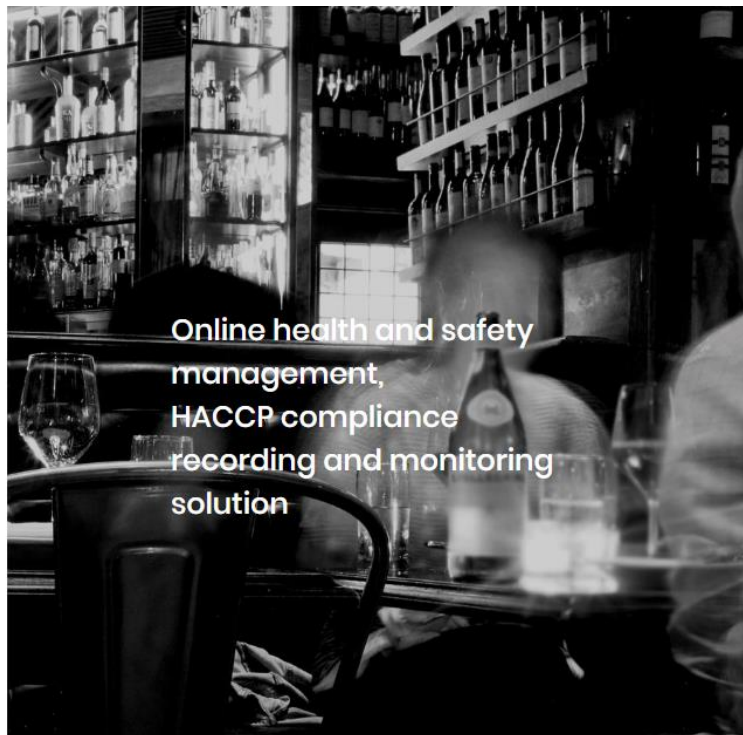 Online health and safety
management,
HACCP compliance
recording and monitoring
solution